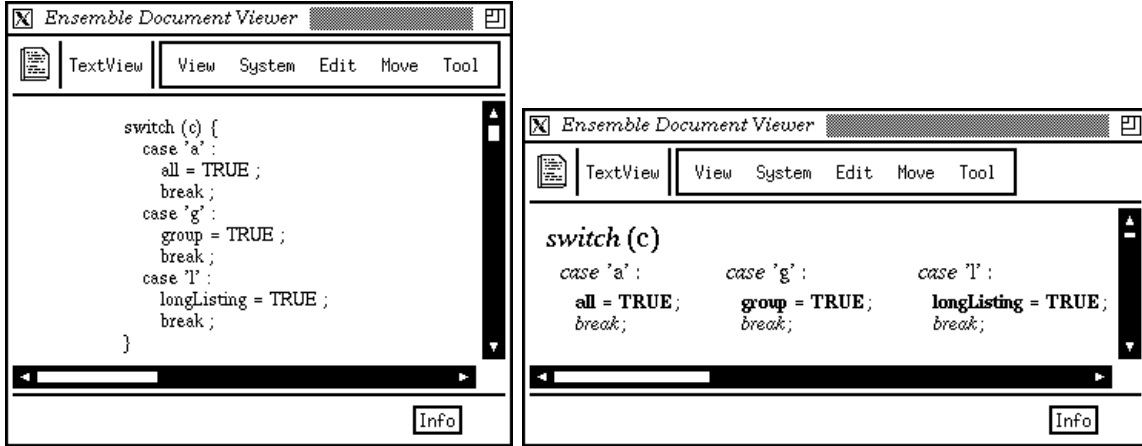 Ensemble Document Viewer
TextView View System Edit Move Tool
switch (c) {
case 'a' :
all = TRUE ;
break ;
case 'g' :
group = TRUE ;
break ;
case 'l' :
longListing = TRUE ;
break ;
}
Info
Ensemble Document Viewer
TextView View System Edit Move Tool
switch (c)
case 'a' : case 'g' : case 'l' :
all = TRUE ; group = TRUE ; longListing = TRUE ;
break ; break ; break ;
Info